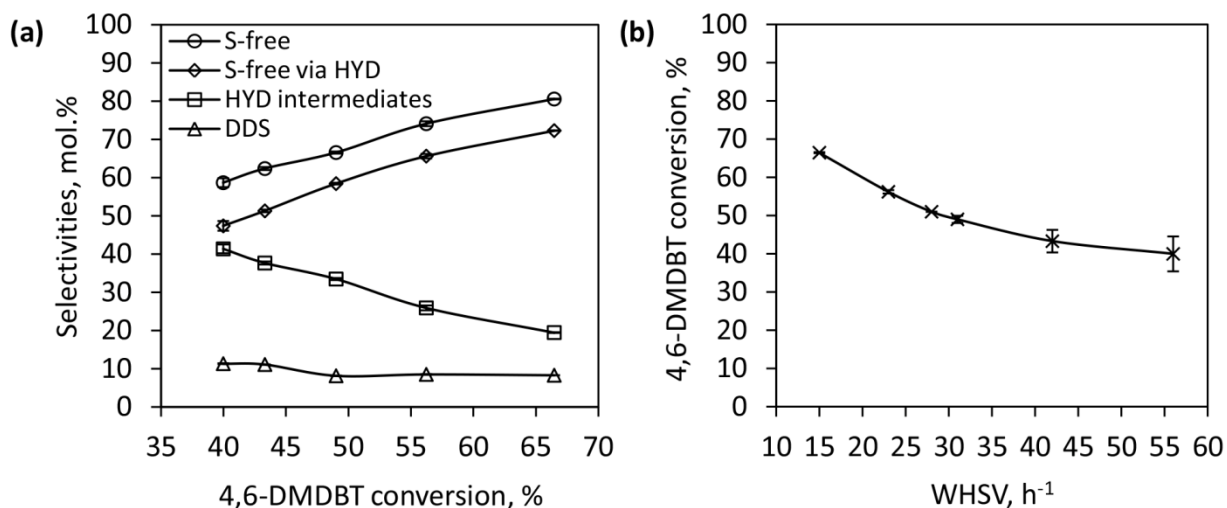 (a)
100
90
80
70
60
50
40
30
20
10
0
Selectivities, mol.%
S-free
S-free via HYD
HYD intermediates
DDS
35 40 45 50 55 60 65 70
4,6-DMDBT conversion, %
(b)
100
90
80
70
60
50
40
30
20
10
0
4,6-DMDBT conversion, %
10 15 20 25 30 35 40 45 50 55 60
WHSV, h⁻¹